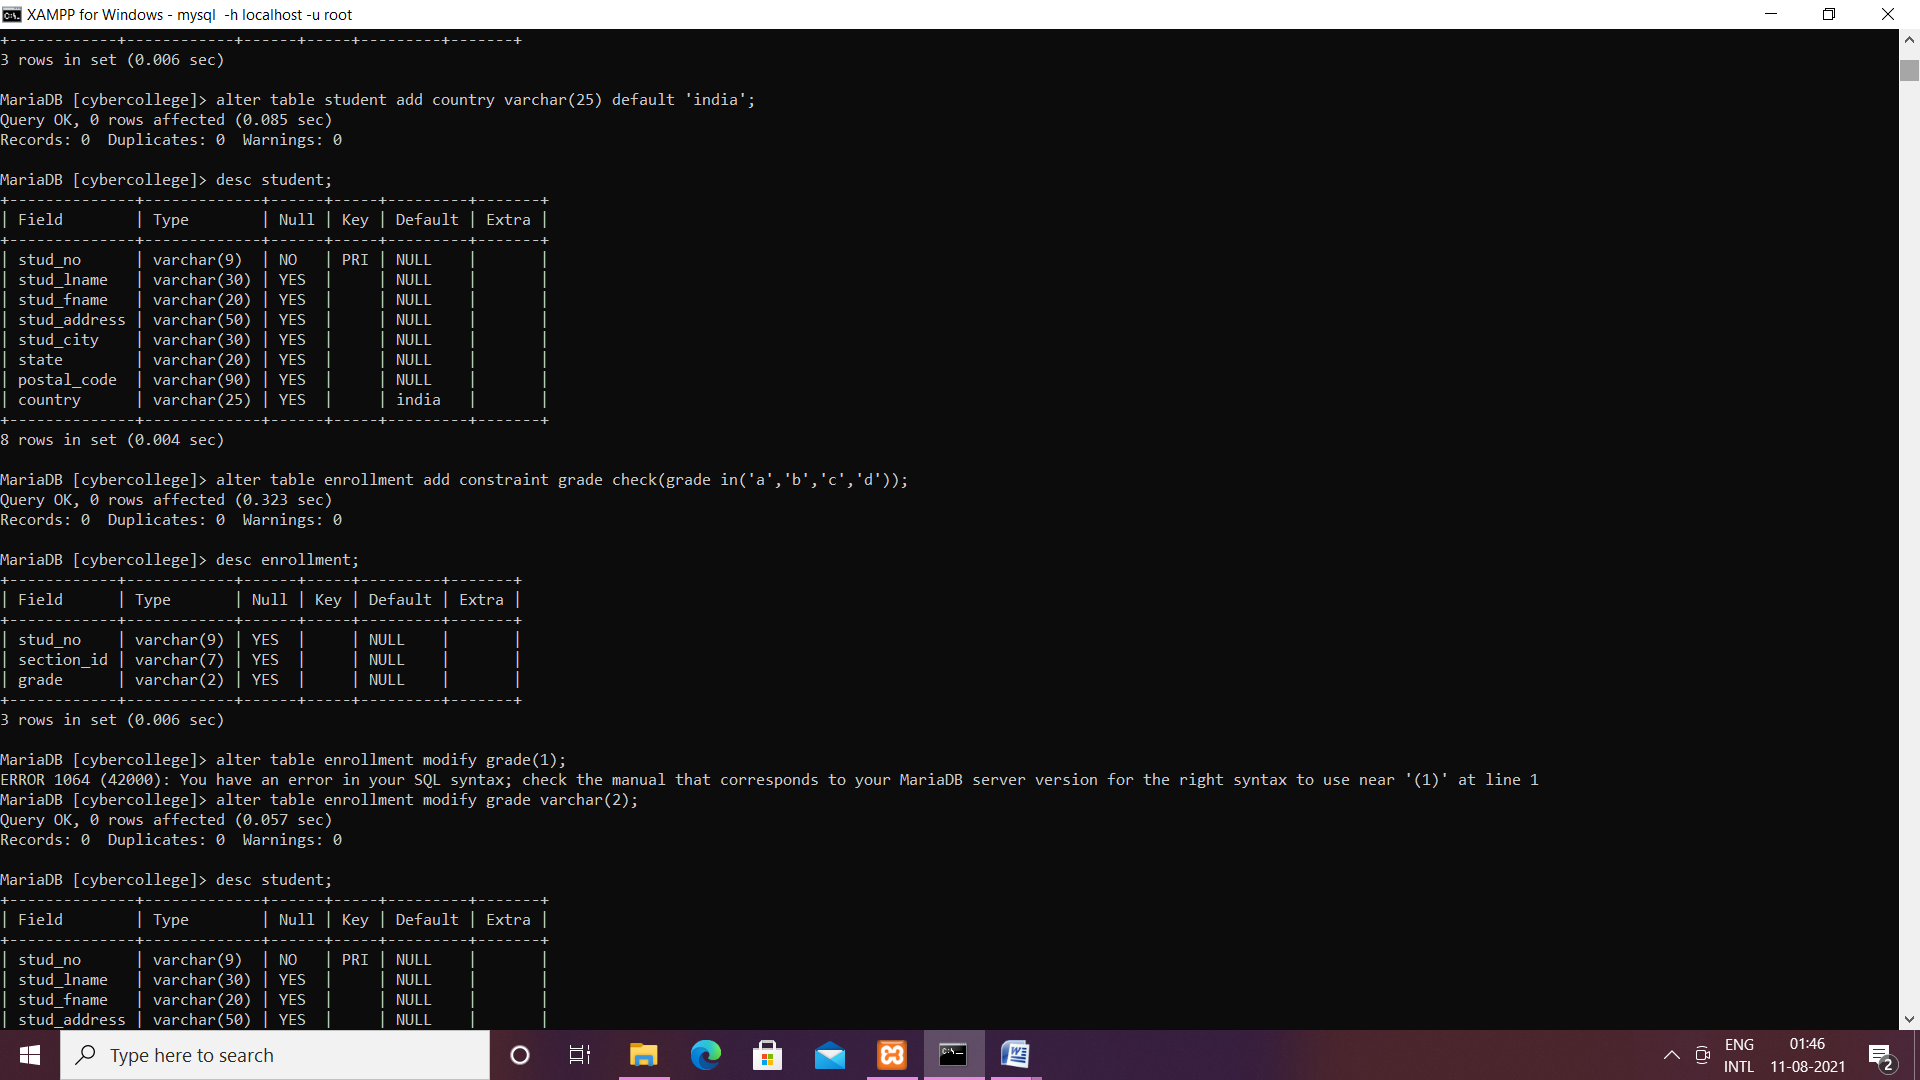 XAMPP for Windows - mysql  -h localhost -u root
+------------+------------+------+-----+---------+-------+
3 rows in set (0.006 sec)
MariaDB [cybercollege]> alter table student add country varchar(25) default 'india';
Query OK, 0 rows affected (0.085 sec)
Records: 0  Duplicates: 0  Warnings: 0
MariaDB [cybercollege]> desc student;
+--------------+-------------+------+-----+---------+-------+
| Field        | Type        | Null | Key | Default | Extra |
+--------------+-------------+------+-----+---------+-------+
| stud_no      | varchar(9)  | NO   | PRI | NULL    |       |
| stud_lname   | varchar(30) | YES  |     | NULL    |       |
| stud_fname   | varchar(20) | YES  |     | NULL    |       |
| stud_address | varchar(50) | YES  |     | NULL    |       |
| stud_city    | varchar(30) | YES  |     | NULL    |       |
| state        | varchar(20) | YES  |     | NULL    |       |
| postal_code  | varchar(90) | YES  |     | NULL    |       |
| country      | varchar(25) | YES  |     | india   |       |
+--------------+-------------+------+-----+---------+-------+
8 rows in set (0.004 sec)
MariaDB [cybercollege]> alter table enrollment add constraint grade check(grade in('a','b','c','d'));
Query OK, 0 rows affected (0.323 sec)
Records: 0  Duplicates: 0  Warnings: 0
MariaDB [cybercollege]> desc enrollment;
+------------+------------+------+-----+---------+-------+
| Field      | Type       | Null | Key | Default | Extra |
+------------+------------+------+-----+---------+-------+
| stud_no    | varchar(9) | YES  |     | NULL    |       |
| section_id | varchar(7) | YES  |     | NULL    |       |
| grade      | varchar(2) | YES  |     | NULL    |       |
+------------+------------+------+-----+---------+-------+
3 rows in set (0.006 sec)
MariaDB [cybercollege]> alter table enrollment modify grade(1);
ERROR 1064 (42000): You have an error in your SQL syntax; check the manual that corresponds to your MariaDB server version for the right syntax to use near '(1)' at line 1
MariaDB [cybercollege]> alter table enrollment modify grade varchar(2);
Query OK, 0 rows affected (0.057 sec)
Records: 0  Duplicates: 0  Warnings: 0
MariaDB [cybercollege]> desc student;
+--------------+-------------+------+-----+---------+-------+
| Field        | Type        | Null | Key | Default | Extra |
+--------------+-------------+------+-----+---------+-------+
| stud_no      | varchar(9)  | NO   | PRI | NULL    |       |
| stud_lname   | varchar(30) | YES  |     | NULL    |       |
| stud_fname   | varchar(20) | YES  |     | NULL    |       |
| stud_address | varchar(50) | YES  |     | NULL    |       |
Type here to search
ENG
INTL
01:46
11-08-2021
2